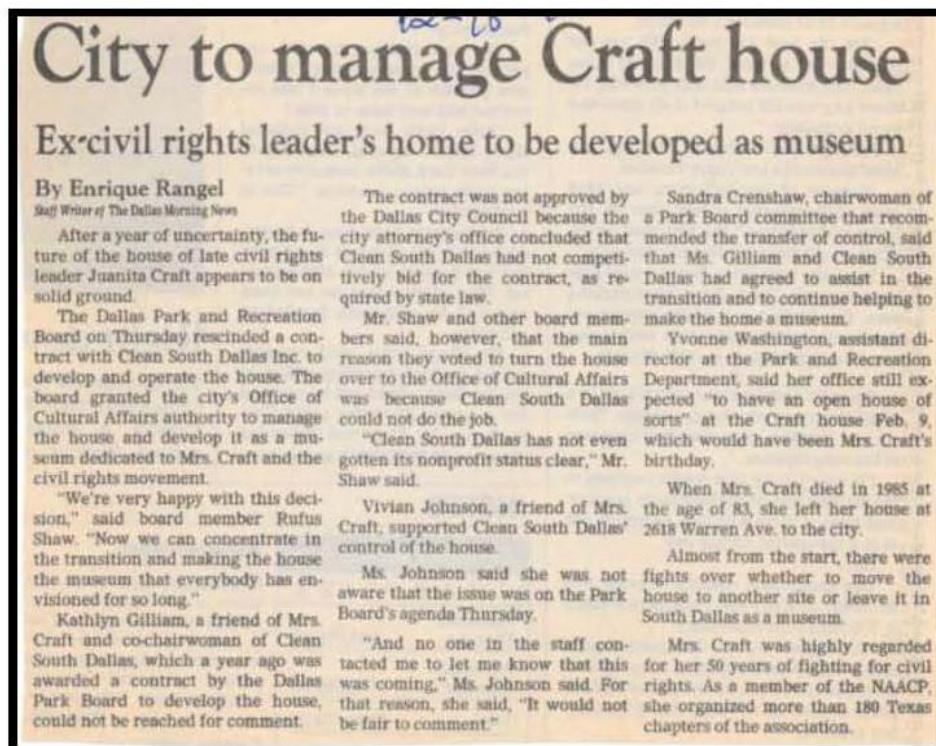 City to manage Craft house
Ex-civil rights leader's home to be developed as museum
By Enrique Rangel
Staff Writer of The Dallas Morning News
After a year of uncertainty, the fu-
ture of the house of late civil rights
leader Juanita Craft appears to be on
solid ground.
The Dallas Park and Recreation
Board on Thursday rescinded a con-
tract with Clean South Dallas Inc. to
develop and operate the house. The
board granted the city's Office of
Cultural Affairs authority to manage
the house and develop it as a mu-
seum dedicated to Mrs. Craft and the
civil rights movement.
"We're very happy with this deci-
sion," said board member Rufus
Shaw. "Now we can concentrate in
the transition and making the house
the museum that everybody has en-
visioned for so long."
Kathlyn Gilliam, a friend of Mrs.
Craft and co-chairwoman of Clean
South Dallas, which a year ago was
awarded a contract by the Dallas
Park Board to develop the house,
could not be reached for comment.
The contract was not approved by
the Dallas City Council because the
city attorney's office concluded that
Clean South Dallas had not competi-
tively bid for the contract, as re-
quired by state law.
Mr. Shaw and other board mem-
bers said, however, that the main
reason they voted to turn the house
over to the Office of Cultural Affairs
was because Clean South Dallas
could not do the job.
"Clean South Dallas has not even
gotten its nonprofit status clear," Mr.
Shaw said.
Vivian Johnson, a friend of Mrs.
Craft, supported Clean South Dallas'
control of the house.
Ms. Johnson said she was not
aware that the issue was on the Park
Board's agenda Thursday.
"And no one in the staff con-
tacted me to let me know that this
was coming," Ms. Johnson said. For
that reason, she said, "It would not
be fair to comment."
Sandra Crenshaw, chairwoman of
a Park Board committee that recom-
mended the transfer of control, said
that Ms. Gilliam and Clean South
Dallas had agreed to assist in the
transition and to continue helping to
make the home a museum.
Yvonne Washington, assistant di-
rector at the Park and Recreation
Department, said her office still ex-
pected "to have an open house of
sorts" at the Craft house Feb. 9,
which would have been Mrs. Craft's
birthday.
When Mrs. Craft died in 1985 at
the age of 83, she left her house at
2618 Warren Ave. to the city.
Almost from the start, there were
fights over whether to move the
house to another site or leave it in
South Dallas as a museum.
Mrs. Craft was highly regarded
for her 50 years of fighting for civil
rights. As a member of the NAACP,
she organized more than 180 Texas
chapters of the association.